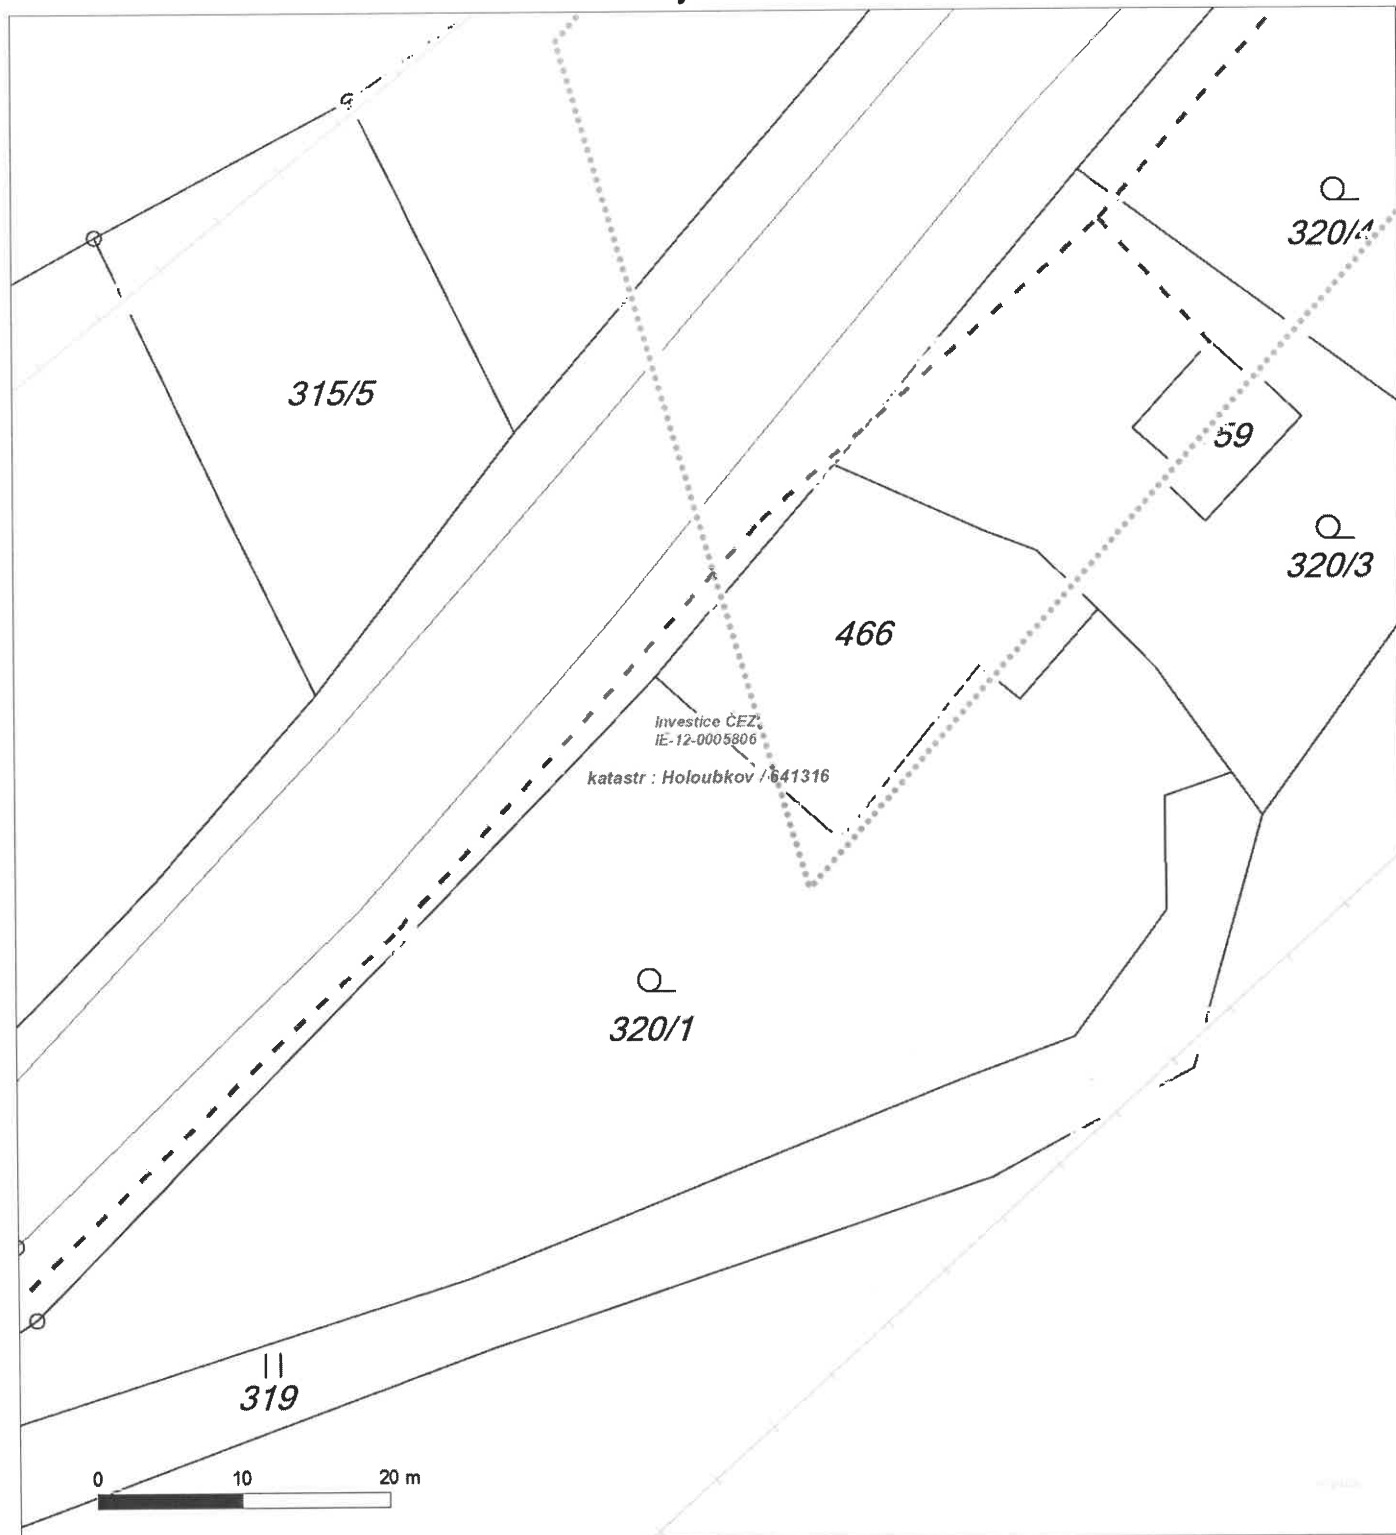 320/4
315/5
59
320/3
466
Investice ČEZ
IE-12-0005806
katastr : Holoubkov / 641316
320/1
319
0 10 20 m